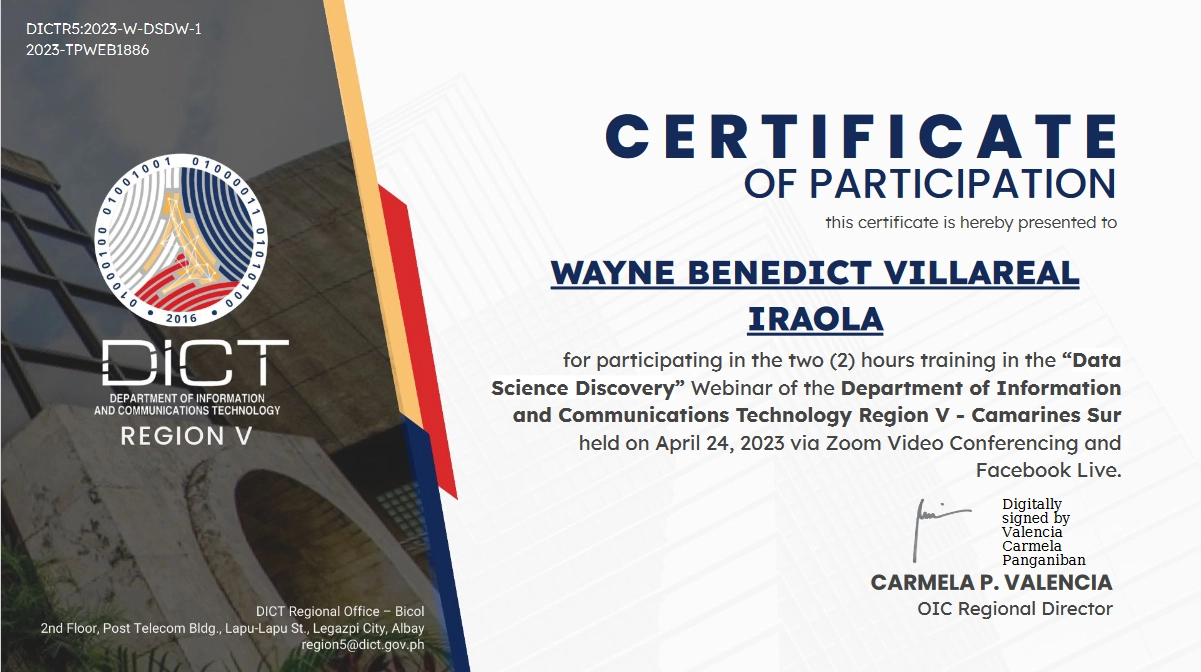 DICTR5:2023-W-DSDW-1
2023-TPWEB1886
01000100 01001001 01000011 01010100
2016
DICT
DEPARTMENT OF INFORMATION
AND COMMUNICATIONS TECHNOLOGY
REGION V
DICT Regional Office – Bicol
2nd Floor, Post Telecom Bldg., Lapu-Lapu St., Legazpi City, Albay
region5@dict.gov.ph
CERTIFICATE
OF PARTICIPATION
this certificate is hereby presented to
WAYNE BENEDICT VILLAREAL
IRAOLA
for participating in the two (2) hours training in the “Data
Science Discovery” Webinar of the Department of Information
and Communications Technology Region V - Camarines Sur
held on April 24, 2023 via Zoom Video Conferencing and
Facebook Live.
Digitally
signed by
Valencia
Carmela
Panganiban
CARMELA P. VALENCIA
OIC Regional Director